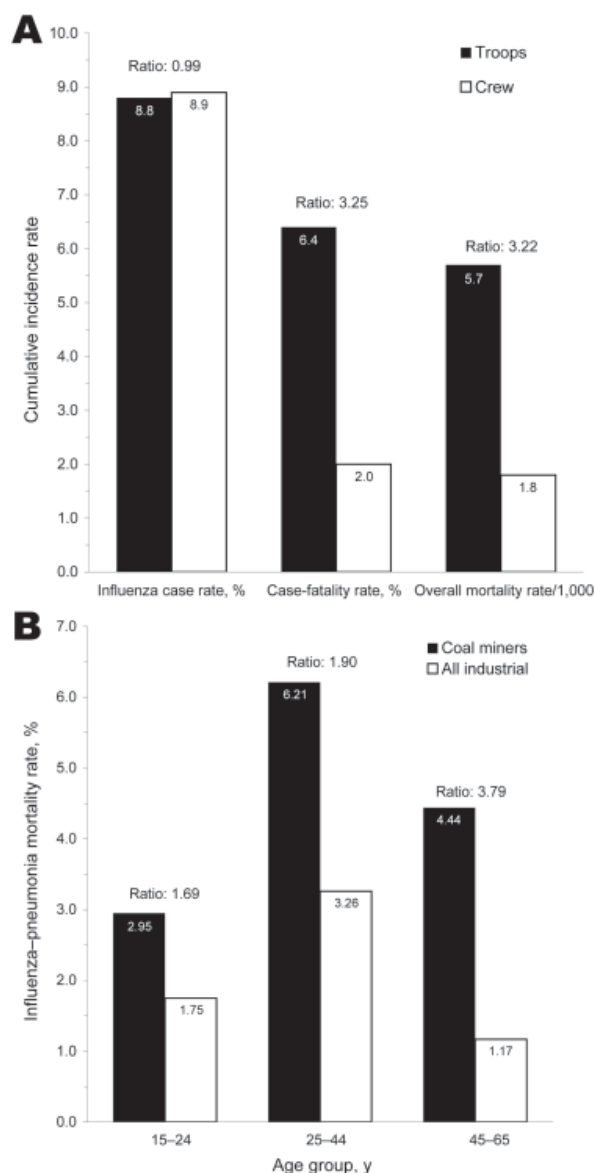 A
10.0
Ratio: 0.99
Troops
9.0
Crew
8.8
8.9
8.0
7.0
Ratio: 3.25
6.4
Ratio: 3.22
6.0
5.7
5.0
4.0
3.0
2.0
2.0
1.8
1.0
0.0
Cumulative incidence rate
Influenza case rate, % Case-fatality rate, % Overall mortality rate/1,000
B
7.0
Coal miners
Ratio: 1.90
All industrial
6.21
6.0
5.0
Ratio: 3.79
4.44
4.0
Ratio: 1.69
3.26
3.0
2.95
2.0
1.75
1.17
1.0
0.0
Influenza–pneumonia mortality rate, %
15–24 25–44 45–65
Age group, y